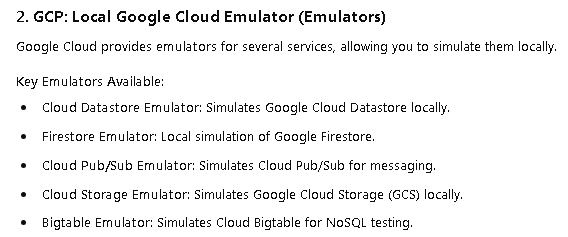 2. GCP: Local Google Cloud Emulator (Emulators)
Google Cloud provides emulators for several services, allowing you to simulate them locally.
Key Emulators Available:
• Cloud Datastore Emulator: Simulates Google Cloud Datastore locally.
• Firestore Emulator: Local simulation of Google Firestore.
• Cloud Pub/Sub Emulator: Simulates Cloud Pub/Sub for messaging.
• Cloud Storage Emulator: Simulates Google Cloud Storage (GCS) locally.
• Bigtable Emulator: Simulates Cloud Bigtable for NoSQL testing.